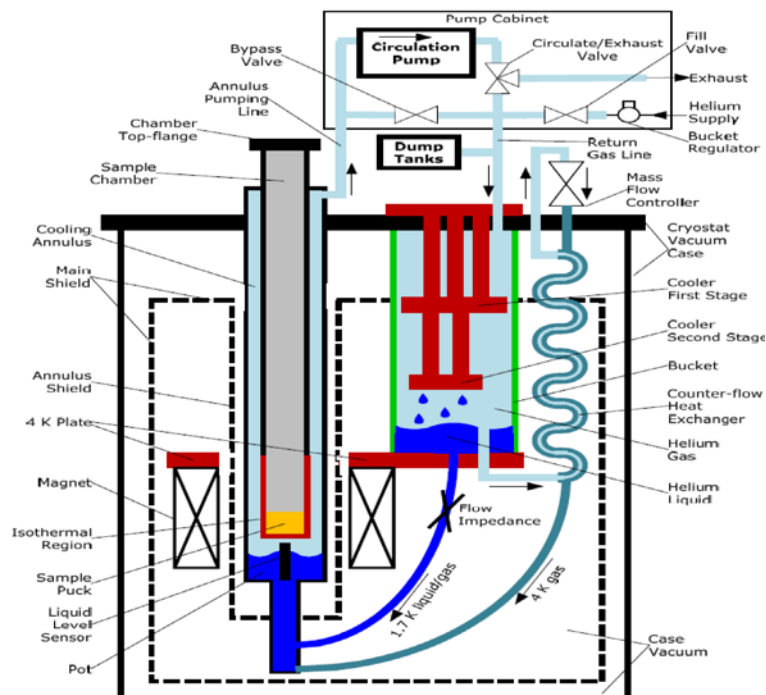 Pump Cabinet
Bypass
Valve
Circulation
Pump
Circulate/Exhaust
Valve
Fill
Valve
Annulus
Pumping
Line
Exhaust
Chamber
Top-flange
Dump
Tanks
Return
Gas Line
Helium
Supply
Bucket
Regulator
Sample
Chamber
Mass
Flow
Controller
Cooling
Annulus
Cryostat
Vacuum
Case
Main
Shield
Cooler
First Stage
Cooler
Second Stage
Annulus
Shield
Bucket
4 K Plate
Counter-flow
Heat
Exchanger
Magnet
Helium
Gas
Isothermal
Region
Flow
Impedance
Helium
Liquid
Sample
Puck
Liquid
Level
Sensor
1.7 K liquid/gas
4 K gas
Pot
Case
Vacuum